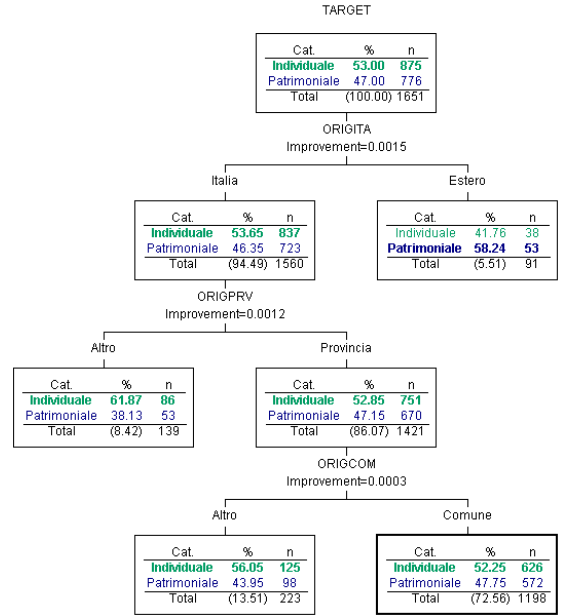 TARGET
Cat. % n
Individuale 53.00 875
Patrimoniale 47.00 776
Total (100.00) 1651
ORIGITA
Improvement=0.0015
Italia
Cat. % n
Individuale 53.65 837
Patrimoniale 46.35 723
Total (94.49) 1560
Estero
Cat. % n
Individuale 41.76 38
Patrimoniale 58.24 53
Total (5.51) 91
ORIGPRV
Improvement=0.0012
Altro
Cat. % n
Individuale 61.87 86
Patrimoniale 38.13 53
Total (8.42) 139
Provincia
Cat. % n
Individuale 52.85 751
Patrimoniale 47.15 670
Total (86.07) 1421
ORIGCOM
Improvement=0.0003
Altro
Cat. % n
Individuale 56.05 125
Patrimoniale 43.95 98
Total (13.51) 223
Comune
Cat. % n
Individuale 52.25 626
Patrimoniale 47.75 572
Total (72.56) 1198